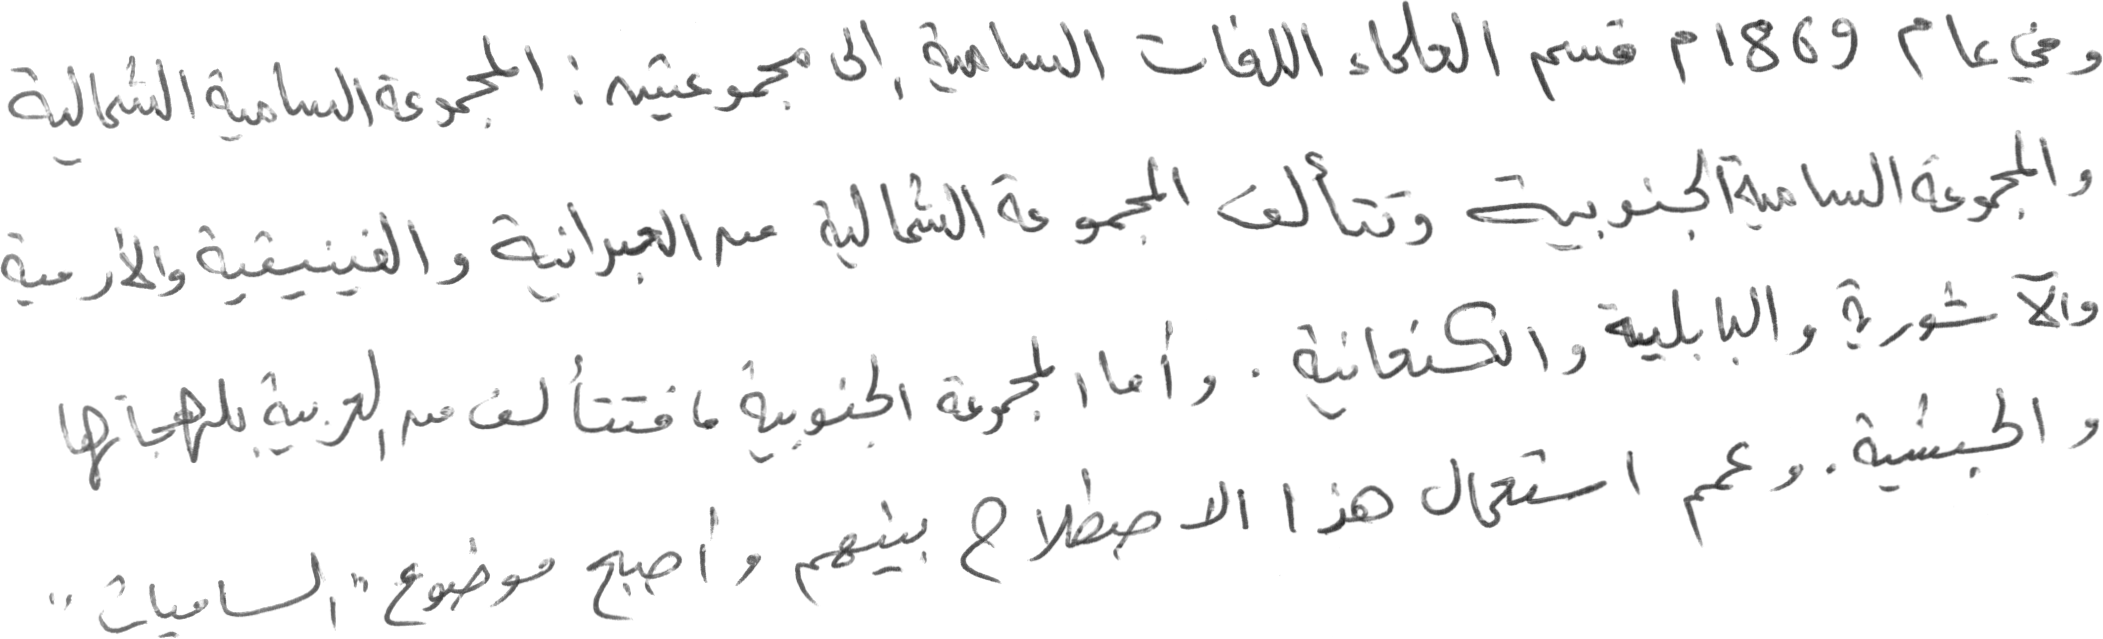 وفي عام 1869م قسم العلماء اللغات السامية إلى مجموعتين: المجموعة السامية الشمالية
والمجموعة السامية الجنوبية وتتألف المجموعة الشمالية من العبرانية والفينيقية والأرمية
والآشورية والبابلية والكنعانية. وأما المجموعة الجنوبية فتتألف من العربية بلهجاتها
والحبشية. وعمم استعمال هذا الاصطلاح بينهم وأصبح موضوع "الساميات"